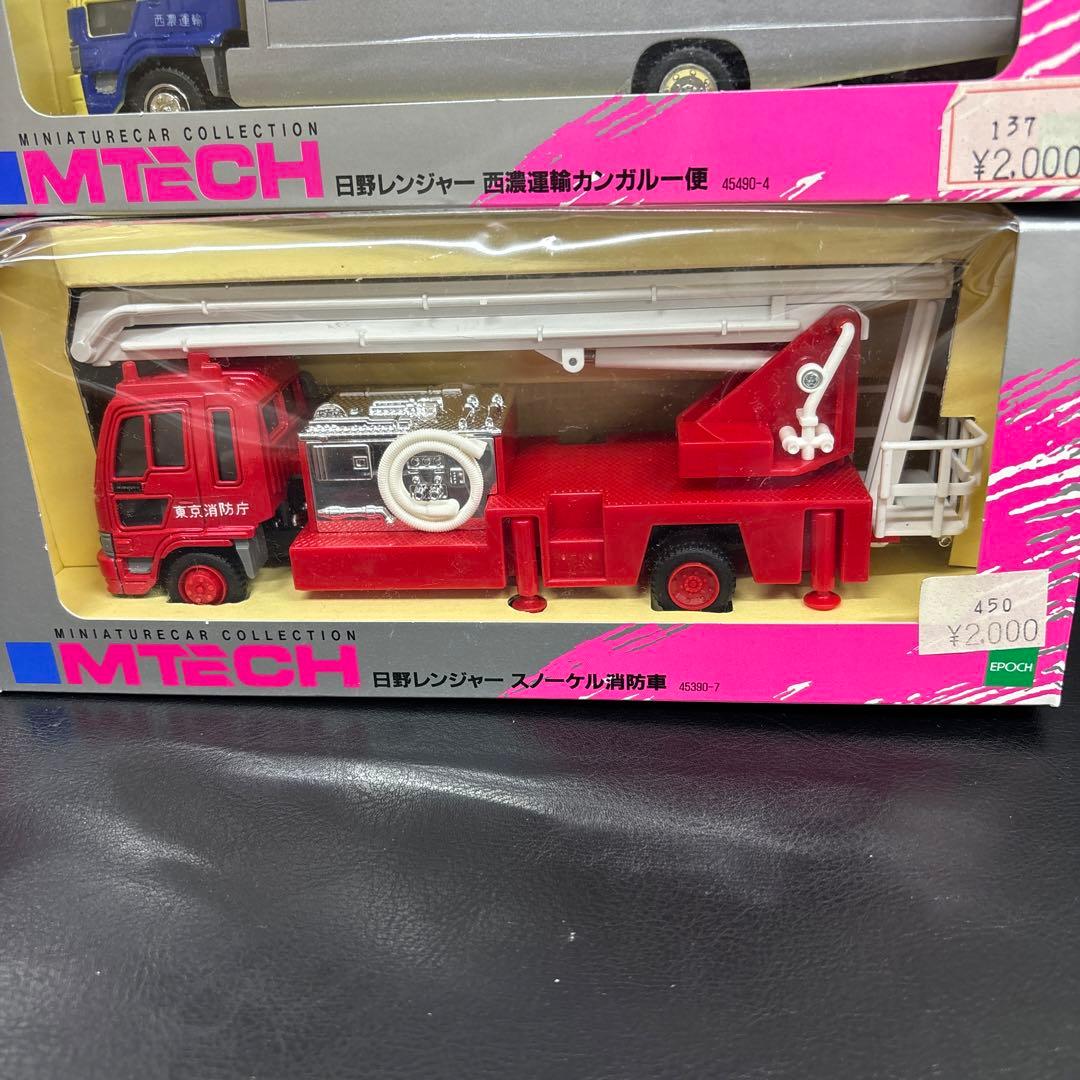 西濃運輸
MINIATURECAR COLLECTION
MTECH 日野レンジャー 西濃運輸カンガルー便 45490-4
137
¥2,000
東京消防庁
MINIATURECAR COLLECTION
MTECH 日野レンジャー スノーケル消防車 45390-7
450
¥2,000
EPOCH